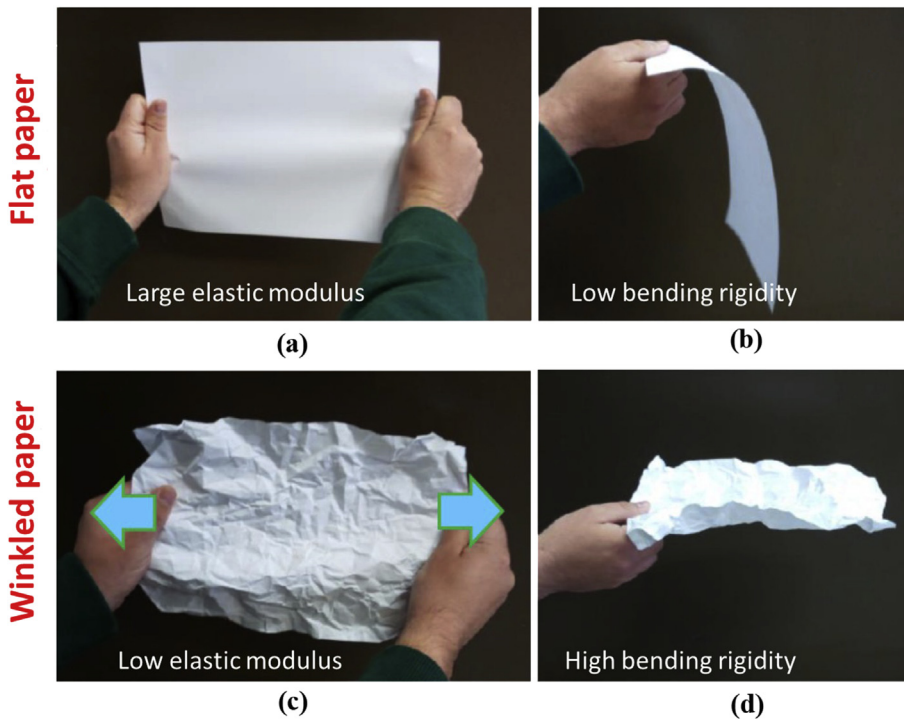 Flat paper
Large elastic modulus
Low bending rigidity
(a)
(b)
Winkled paper
Low elastic modulus
High bending rigidity
(c)
(d)